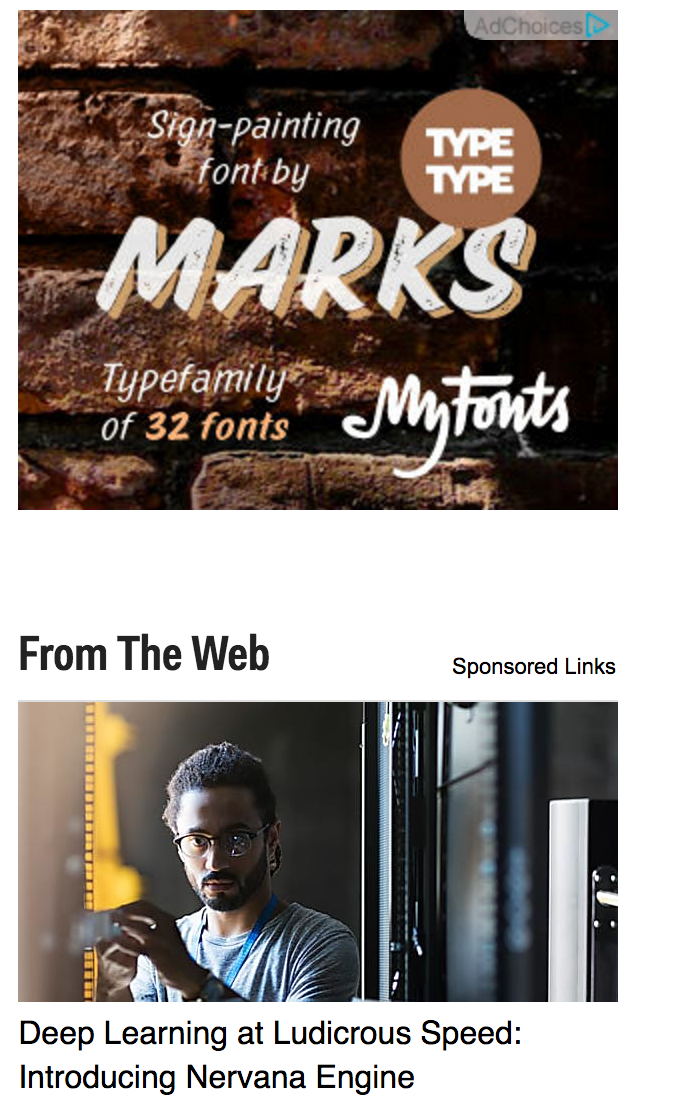 AdChoices
Sign-painting
font by
TYPE
TYPE
MARKS
Typefamily
of 32 fonts
MyFonts
From The Web
Sponsored Links
Deep Learning at Ludicrous Speed:
Introducing Nervana Engine